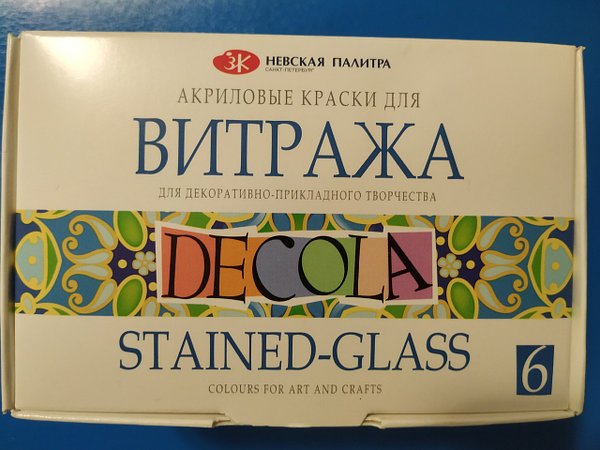 ЗК НЕВСКАЯ ПАЛИТРА
САНКТ-ПЕТЕРБУРГ
АКРИЛОВЫЕ КРАСКИ ДЛЯ
ВИТРАЖА
ДЛЯ ДЕКОРАТИВНО-ПРИКЛАДНОГО ТВОРЧЕСТВА
DECOLA
STAINED-GLASS
6
COLOURS FOR ART AND CRAFTS